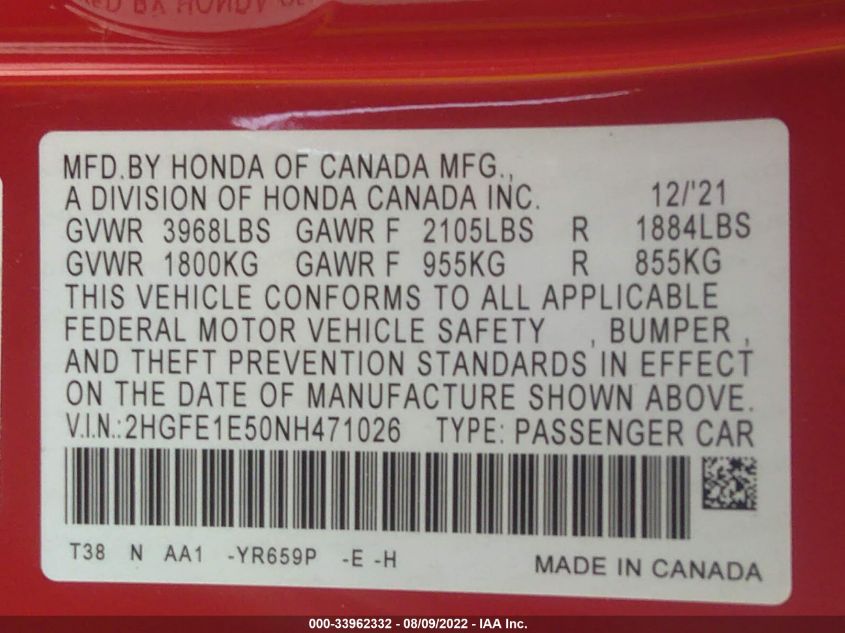 MFD.BY HONDA OF CANADA MFG.,
A DIVISION OF HONDA CANADA INC. 12/'21
GVWR 3968LBS GAWR F 2105LBS R 1884LBS
GVWR 1800KG GAWR F 955KG R 855KG
THIS VEHICLE CONFORMS TO ALL APPLICABLE
FEDERAL MOTOR VEHICLE SAFETY , BUMPER ,
AND THEFT PREVENTION STANDARDS IN EFFECT
ON THE DATE OF MANUFACTURE SHOWN ABOVE.
V.I.N.:2HGFE1E50NH471026 TYPE: PASSENGER CAR
T38 N AA1 -YR659P -E -H
MADE IN CANADA
000-33962332 - 08/09/2022 - IAA Inc.